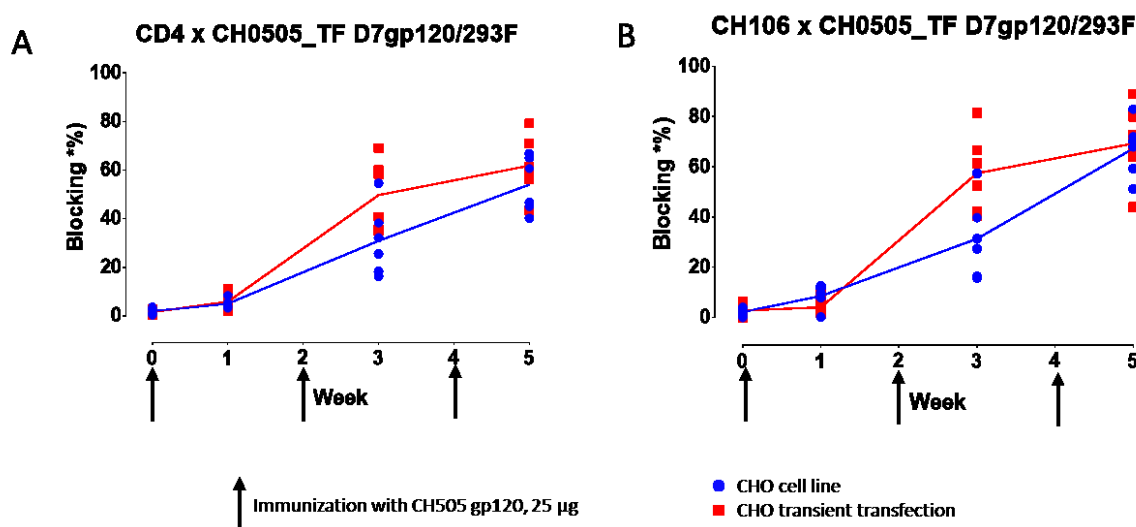 A
CD4 x CH0505_TF D7gp120/293F
Blocking *%)
100
80
60
40
20
0
0 1 2 3 4 5
Week
B
CH106 x CH0505_TF D7gp120/293F
Blocking *%)
100
80
60
40
20
0
0 1 2 3 4 5
Week
Immunization with CH505 gp120, 25 µg
CHO cell line
CHO transient transfection